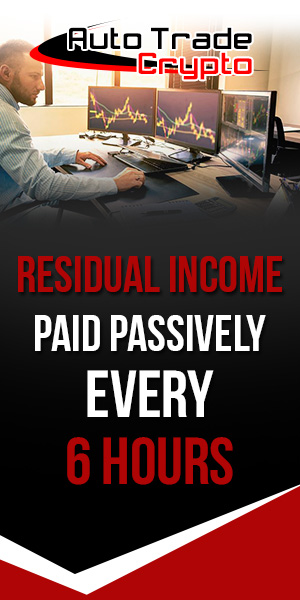 Auto Trade
Crypto
RESIDUAL INCOME
PAID PASSIVELY
EVERY
6 HOURS